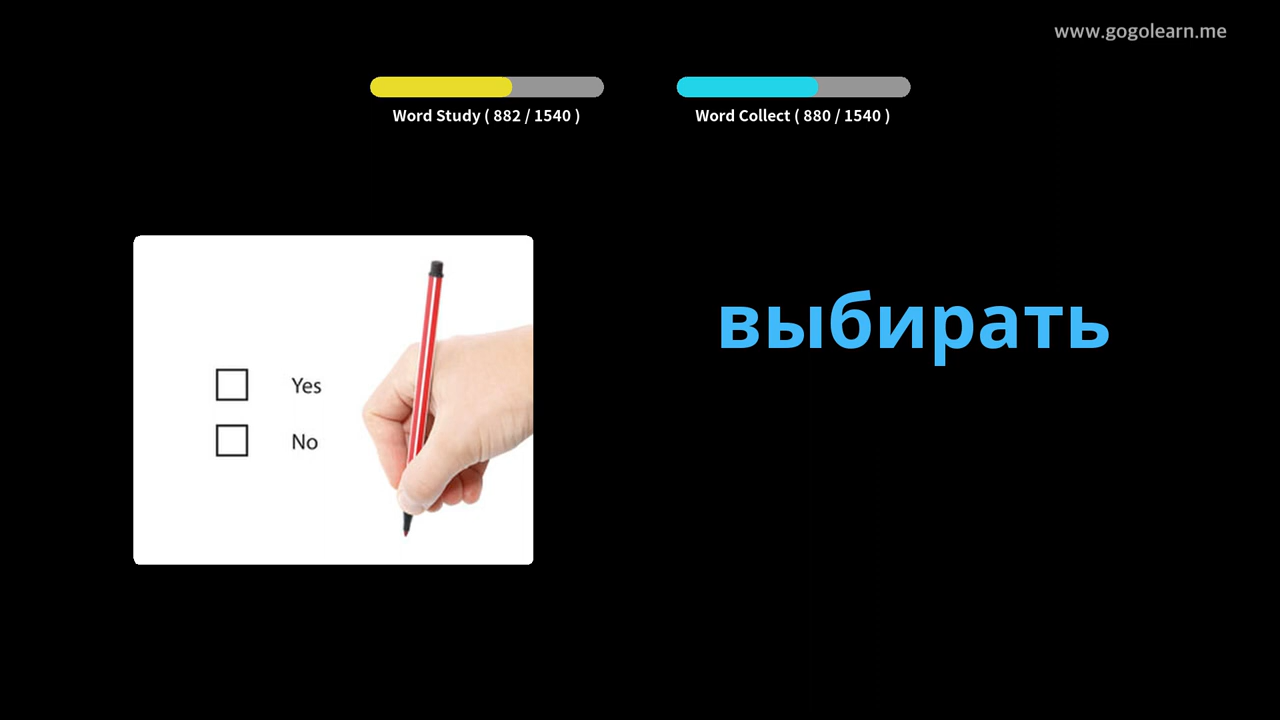 www.gogolearn.me
Word Study ( 882 / 1540 )
Word Collect ( 880 / 1540 )
выбирать
Yes
No